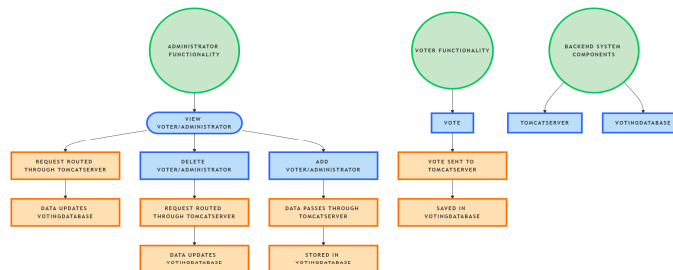 ADMINISTRATOR
FUNCTIONALITY
VOTER FUNCTIONALITY
BACKEND SYSTEM
COMPONENTS
VIEW
VOTER/ADMINISTRATOR
VOTE
TOMCATSERVER
VOTINGDATABASE
REQUEST ROUTED
THROUGH TOMCATSERVER
DELETE
VOTER/ADMINISTRATOR
ADD
VOTER/ADMINISTRATOR
VOTE SENT TO
TOMCATSERVER
DATA UPDATES
VOTINGDATABASE
REQUEST ROUTED
THROUGH TOMCATSERVER
DATA PASSES THROUGH
TOMCATSERVER
SAVED IN
VOTINGDATABASE
DATA UPDATES
VOTINGDATABASE
STORED IN
VOTINGDATABASE